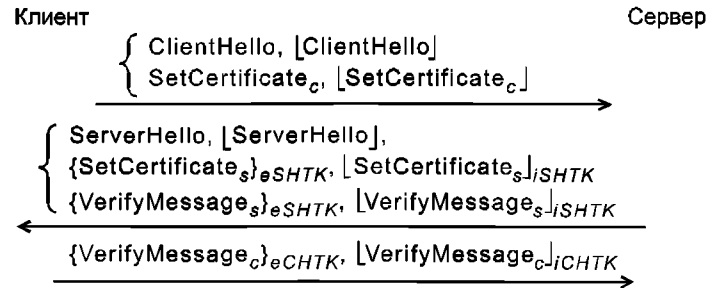 Клиент Сервер
ClientHello, ⌊ClientHello⌋
SetCertificate_c, ⌊SetCertificate_c⌋
ServerHello, ⌊ServerHello⌋,
{SetCertificate_s}_eSHTK, ⌊SetCertificate_s⌋_iSHTK
{VerifyMessage_s}_eSHTK, ⌊VerifyMessage_s⌋_iSHTK
{VerifyMessage_c}_eCHTK, ⌊VerifyMessage_c⌋_iCHTK